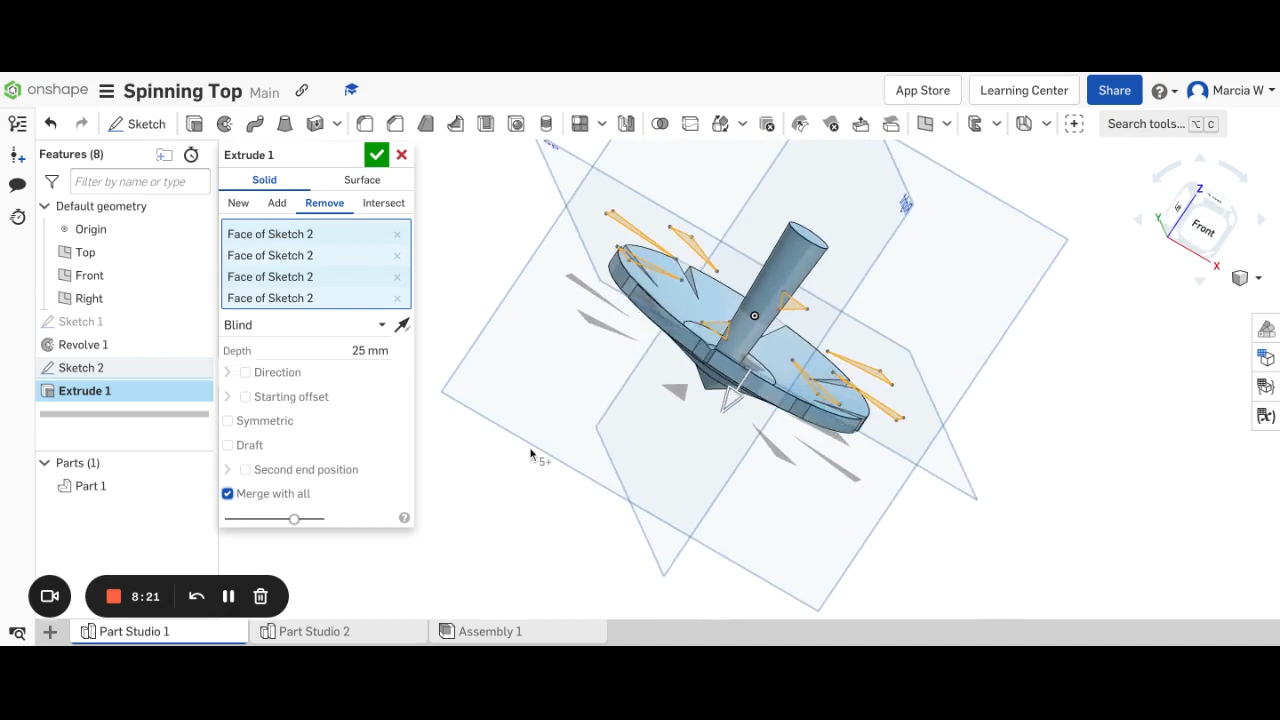 onshape Spinning Top Main App Store Learning Center Share Marcia W
Sketch Search tools... ⌥ C
Features (8)
Filter by name or type
Default geometry
Origin
Top
Front
Right
Sketch 1
Revolve 1
Sketch 2
Extrude 1
Parts (1)
Part 1
Extrude 1
Solid Surface
New Add Remove Intersect
Face of Sketch 2
Face of Sketch 2
Face of Sketch 2
Face of Sketch 2
Blind
Depth 25 mm
Direction
Starting offset
Symmetric
Draft
Second end position
Merge with all
5+
Z
Y
Front
X
(x)
8:21
Part Studio 1 Part Studio 2 Assembly 1